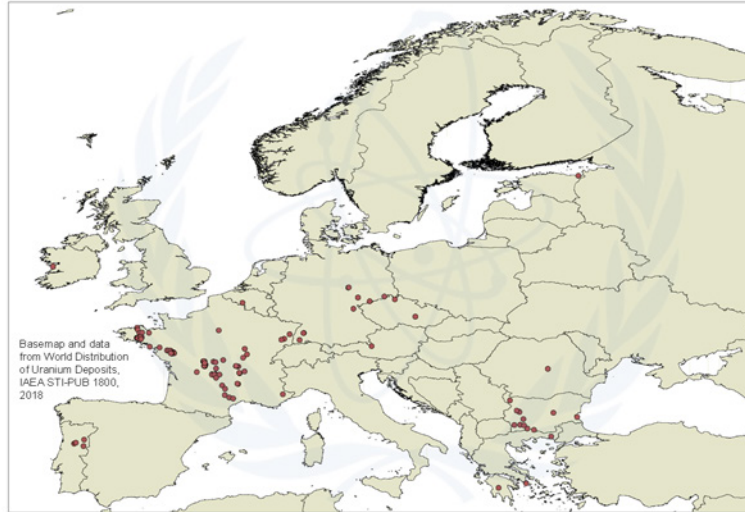 Basemap and data
from World Distribution
of Uranium Deposits,
IAEA STI-PUB 1800,
2018